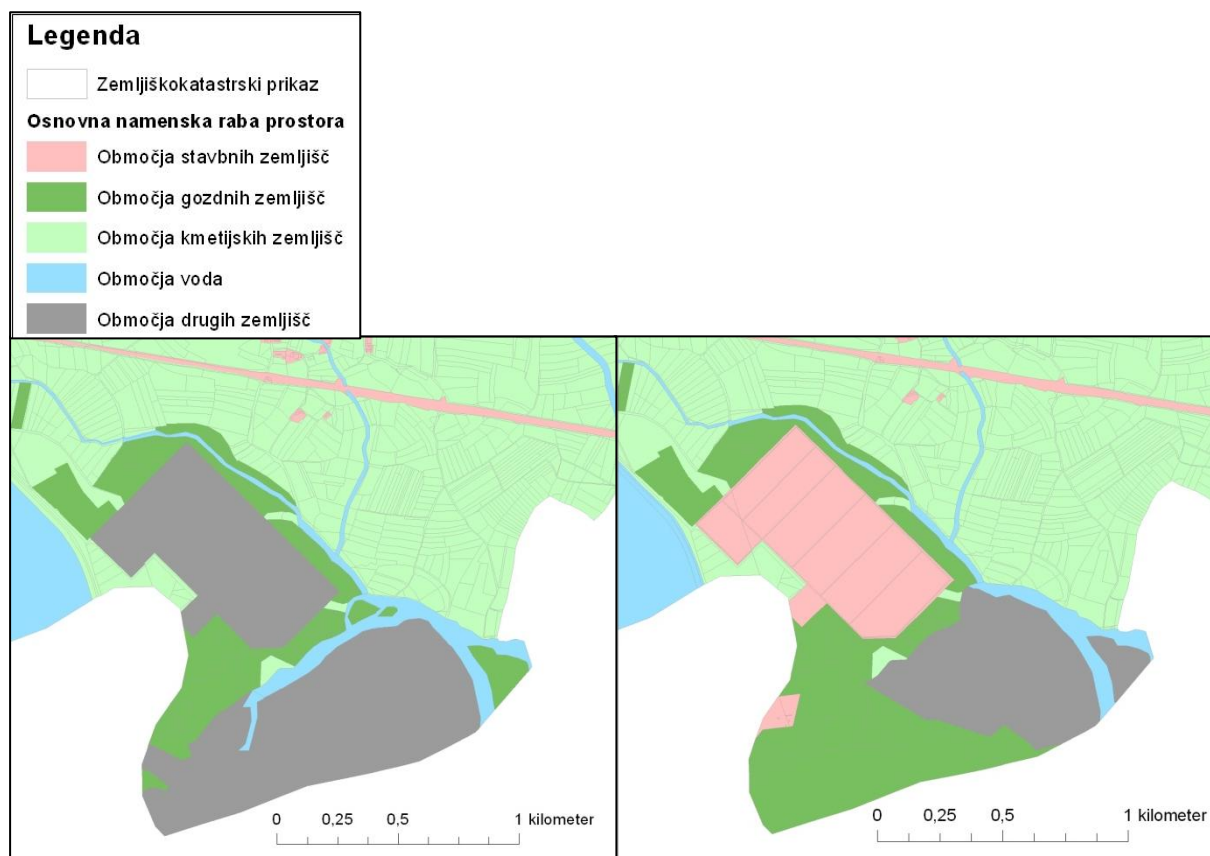 Legenda
Zemljiškokatastrski prikaz
Osnovna namenska raba prostora
Območja stavbnih zemljišč
Območja gozdnih zemljišč
Območja kmetijskih zemljišč
Območja voda
Območja drugih zemljišč
0 0,25 0,5 1 kilometer
0 0,25 0,5 1 kilometer